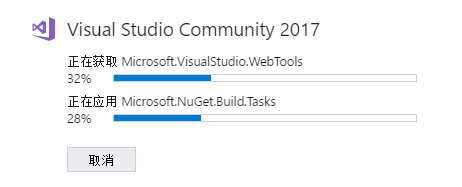 Visual Studio Community 2017
正在获取 Microsoft.VisualStudio.WebTools
32%
正在应用 Microsoft.NuGet.Build.Tasks
28%
取消